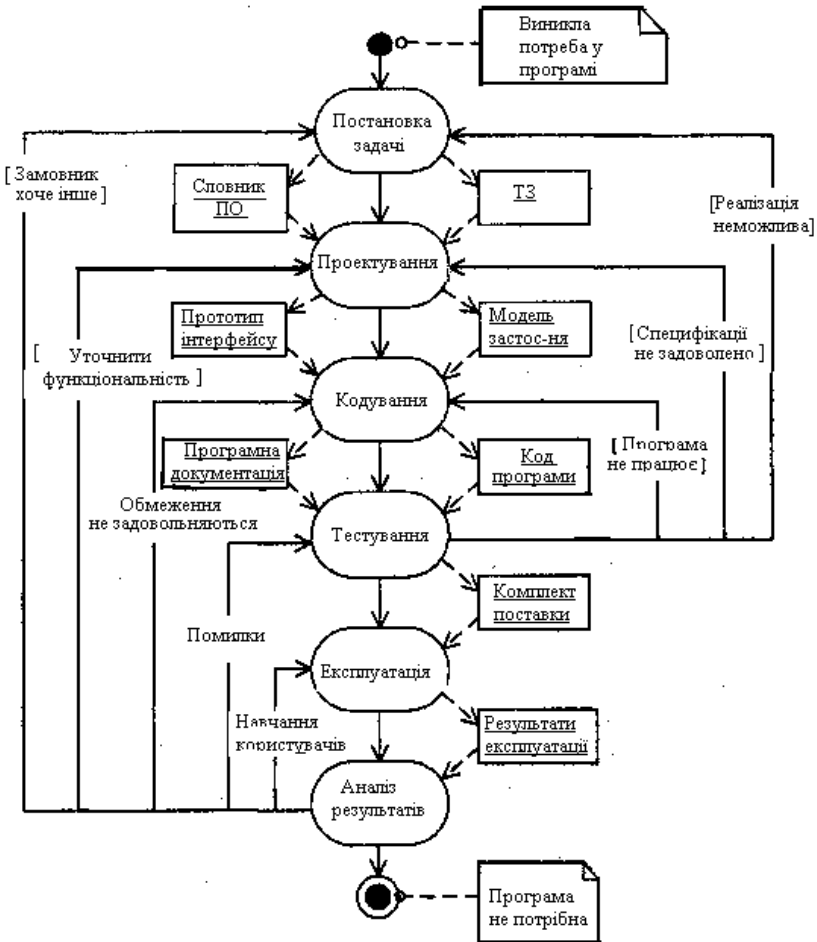 Виникла
потреба у
програмі
Постановка
задачі
[ Замовник
хоче інше ]
Словник
ПО
ТЗ
[Реалізація
неможлива]
Проектування
Прототип
інтерфейсу
Модель
застос-ня
[ Уточнити
функціональність ]
[Специфікації
не задоволено]
Кодування
Програмна
документація
Код
програми
[ Програма
не працює]
Обмеження
не задовольняються
Тестування
Комплект
поставки
Помилки
Експлуатація
Навчання
користувачів
Результати
експлуатації
Аналіз
результатів
Програма
не потрібна